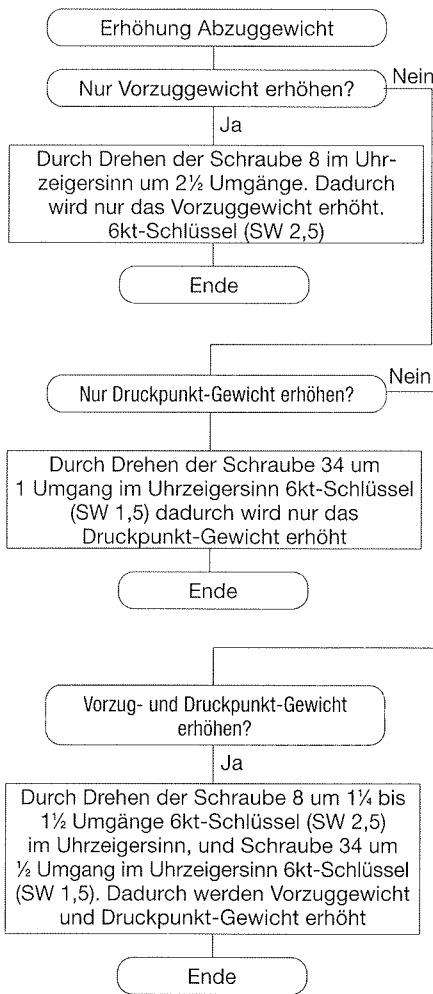 Erhöhung Abzuggewicht
Nur Vorzuggewicht erhöhen?
Nein
Ja
Durch Drehen der Schraube 8 im Uhr-
zeigersinn um 2½ Umgänge. Dadurch
wird nur das Vorzuggewicht erhöht.
6kt-Schlüssel (SW 2,5)
Ende
Nur Druckpunkt-Gewicht erhöhen?
Nein
Durch Drehen der Schraube 34 um
1 Umgang im Uhrzeigersinn 6kt-Schlüssel
(SW 1,5) dadurch wird nur das
Druckpunkt-Gewicht erhöht
Ende
Vorzug- und Druckpunkt-Gewicht
erhöhen?
Ja
Durch Drehen der Schraube 8 um 1¼ bis
1½ Umgänge 6kt-Schlüssel (SW 2,5)
im Uhrzeigersinn, und Schraube 34 um
½ Umgang im Uhrzeigersinn 6kt-Schlüssel
(SW 1,5). Dadurch werden Vorzuggewicht
und Druckpunkt-Gewicht erhöht
Ende